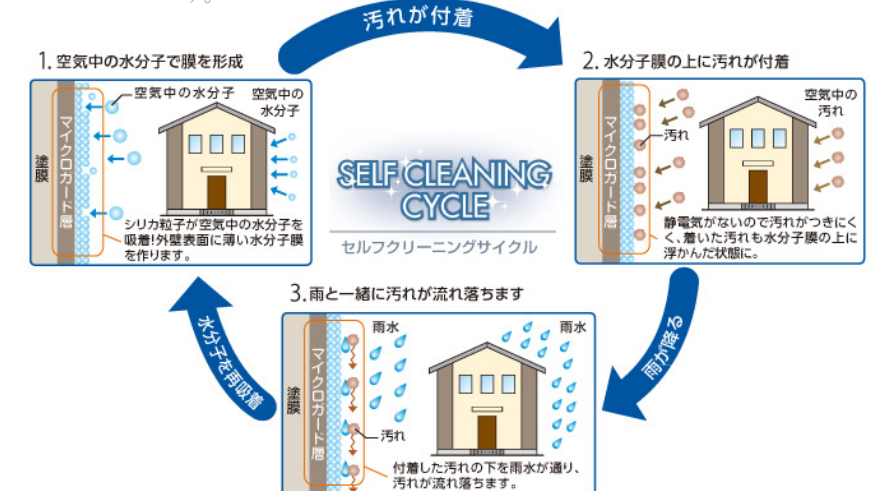 す。
汚れが付着
1. 空気中の水分子で膜を形成
塗膜
マイクロガード層
空気中の水分子
空気中の
水分子
シリカ粒子が空気中の水分子を
吸着!外壁表面に薄い水分子膜
を作ります。
2. 水分子膜の上に汚れが付着
塗膜
マイクロガード層
汚れ
空気中の
汚れ
静電気がないので汚れがつきにく
く、着いた汚れも水分子膜の上に
浮かんだ状態に。
SELF CLEANING
CYCLE
セルフクリーニングサイクル
雨が降る
3. 雨と一緒に汚れが流れ落ちます
塗膜
マイクロガード層
雨水
雨水
汚れ
付着した汚れの下を雨水が通り、
汚れが流れ落ちます。
水分子を再吸着